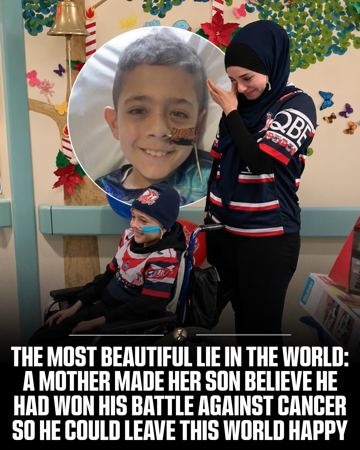 QBE
THE MOST BEAUTIFUL LIE IN THE WORLD:
A MOTHER MADE HER SON BELIEVE HE
HAD WON HIS BATTLE AGAINST CANCER
SO HE COULD LEAVE THIS WORLD HAPPY